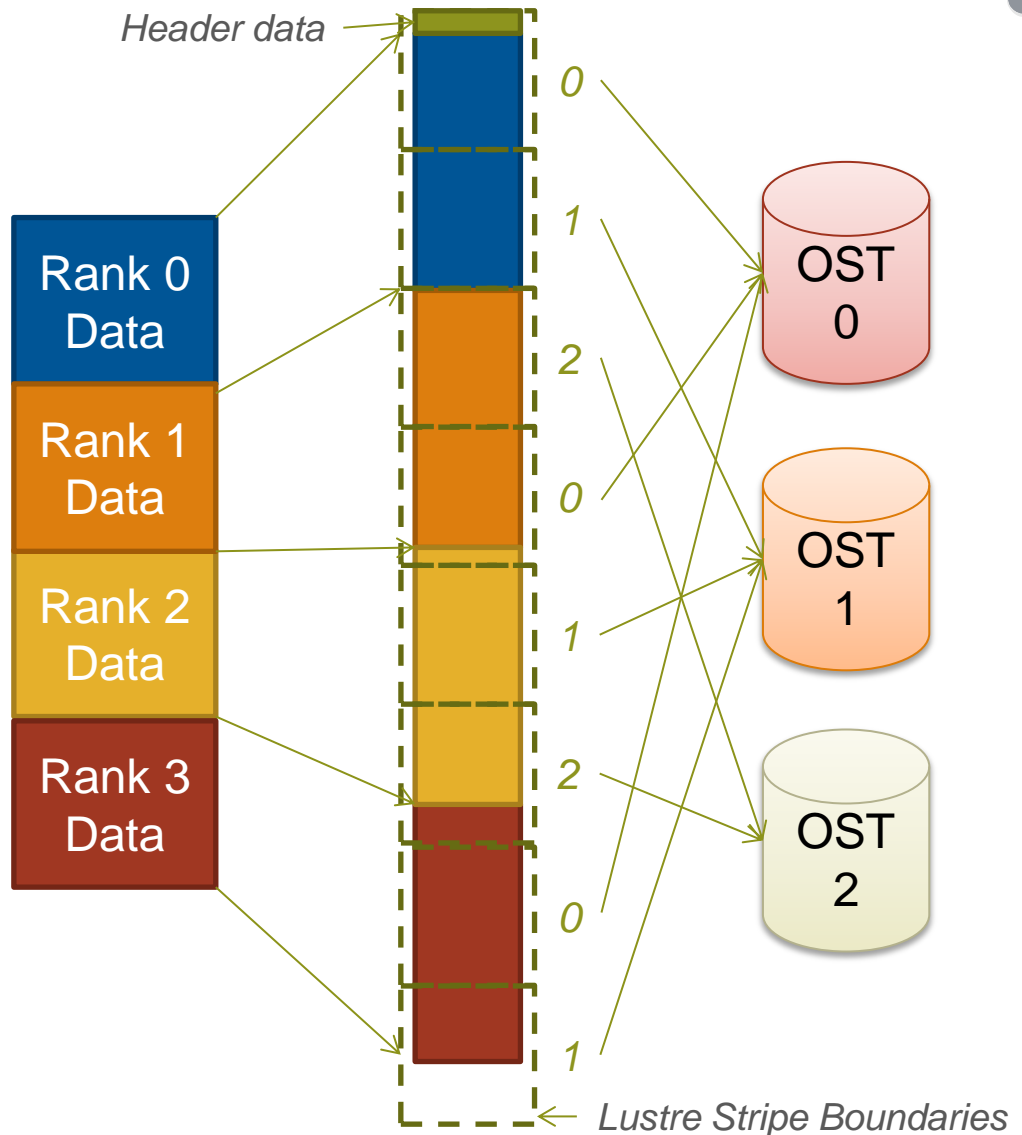 Header data
Rank 0
Data
Rank 1
Data
Rank 2
Data
Rank 3
Data
0
1
2
0
1
2
0
1
OST
0
OST
1
OST
2
Lustre Stripe Boundaries